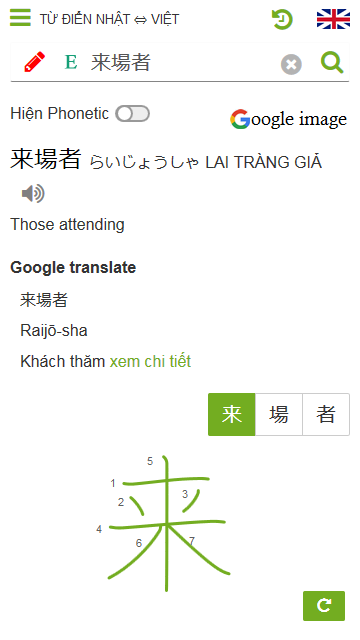 TỪ ĐIỂN NHẬT ⇔ VIỆT
E 来場者
Hiện Phonetic
Google image
来場者 らいじょうしゃ LAI TRÀNG GIẢ
Those attending
Google translate
来場者
Raijō-sha
Khách thăm xem chi tiết
来 場 者
5
1
2
3
4
6
7
来